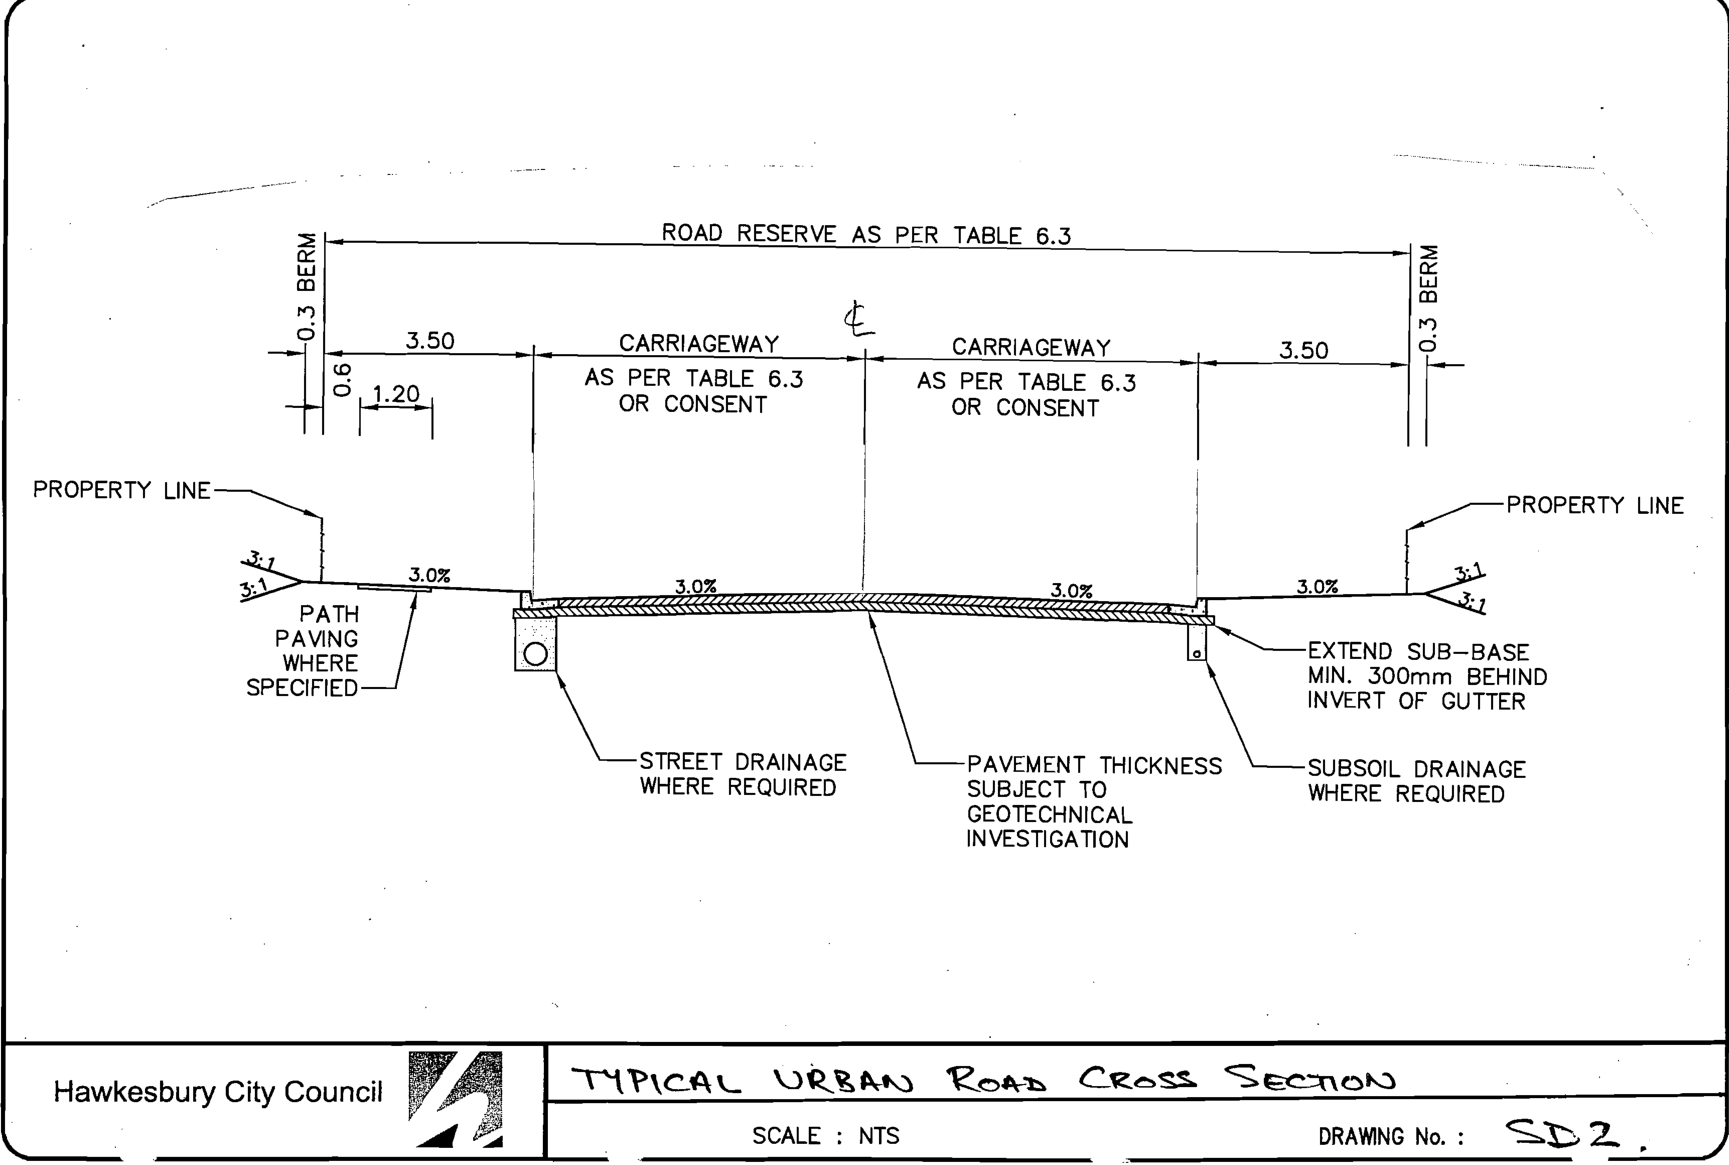 ROAD RESERVE AS PER TABLE 6.3
0.3 BERM
0.3 BERM
℄
3.50
CARRIAGEWAY
AS PER TABLE 6.3
OR CONSENT
CARRIAGEWAY
AS PER TABLE 6.3
OR CONSENT
3.50
0.6
1.20
PROPERTY LINE
PROPERTY LINE
3:1
3:1
3.0%
3.0%
3.0%
3.0%
3:1
3:1
PATH
PAVING
WHERE
SPECIFIED
EXTEND SUB-BASE
MIN. 300mm BEHIND
INVERT OF GUTTER
STREET DRAINAGE
WHERE REQUIRED
PAVEMENT THICKNESS
SUBJECT TO
GEOTECHNICAL
INVESTIGATION
SUBSOIL DRAINAGE
WHERE REQUIRED
Hawkesbury City Council
TYPICAL URBAN ROAD CROSS SECTION
SCALE : NTS
DRAWING No. : SD2.